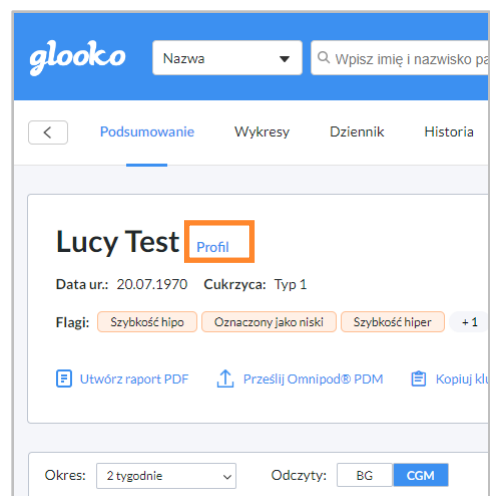 glooko Nazwa Wpisz imię i nazwisko
Podsumowanie Wykresy Dziennik Historia
Lucy Test Profil
Data ur.: 20.07.1970 Cukrzyca: Typ 1
Flagi: Szybkość hipo Oznaczony jako niski Szybkość hiper + 1
Utwórz raport PDF Prześlij Omnipod® PDM Kopiuj
Okres: 2 tygodnie Odczyty: BG CGM